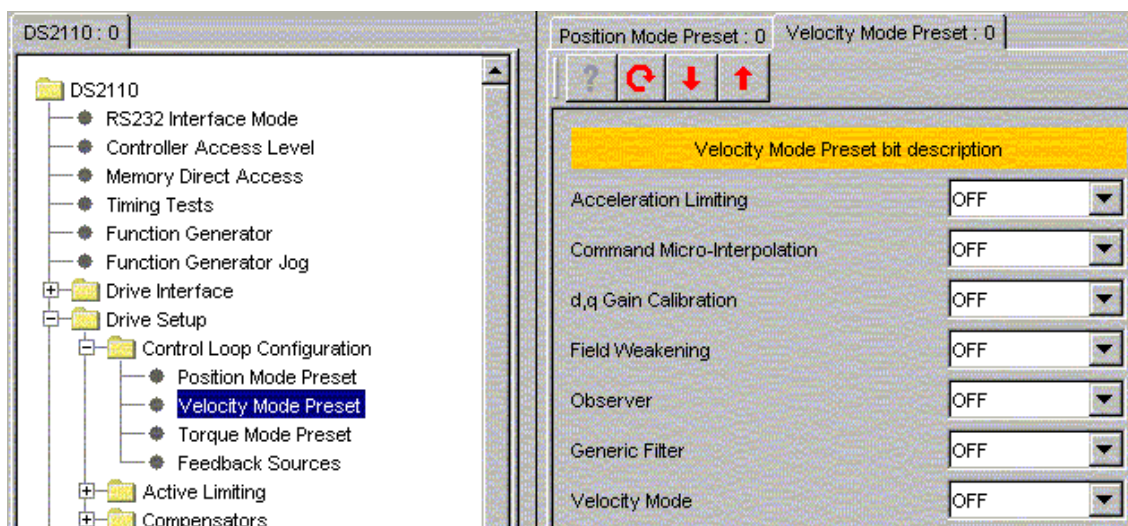 DS2110 : 0
DS2110
RS232 Interface Mode
Controller Access Level
Memory Direct Access
Timing Tests
Function Generator
Function Generator Jog
Drive Interface
Drive Setup
Control Loop Configuration
Position Mode Preset
Velocity Mode Preset
Torque Mode Preset
Feedback Sources
Active Limiting
Compensators
Position Mode Preset : 0 Velocity Mode Preset : 0
?
Velocity Mode Preset bit description
Acceleration Limiting OFF
Command Micro-Interpolation OFF
d,q Gain Calibration OFF
Field Weakening OFF
Observer OFF
Generic Filter OFF
Velocity Mode OFF